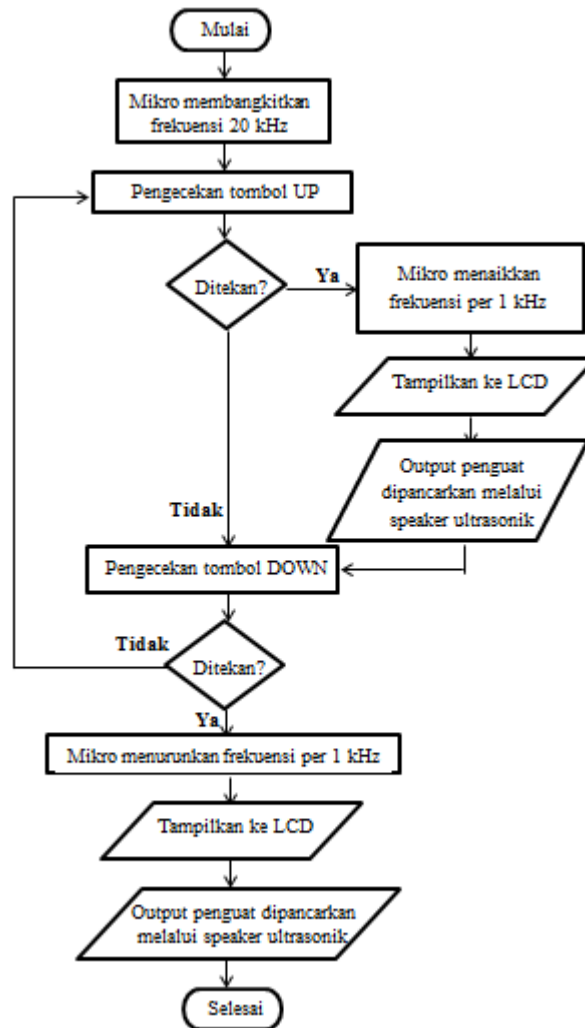 Mulai
Mikro membangkitkan
frekuensi 20 kHz
Pengecekan tombol UP
Ditekan?
Ya
Mikro menaikkan
frekuensi per 1 kHz
Tampilkan ke LCD
Output penguat
dipancarkan melalui
speaker ultrasonik
Tidak
Pengecekan tombol DOWN
Tidak
Ditekan?
Ya
Mikro menurunkan frekuensi per 1 kHz
Tampilkan ke LCD
Output penguat dipancarkan
melalui speaker ultrasonik
Selesai